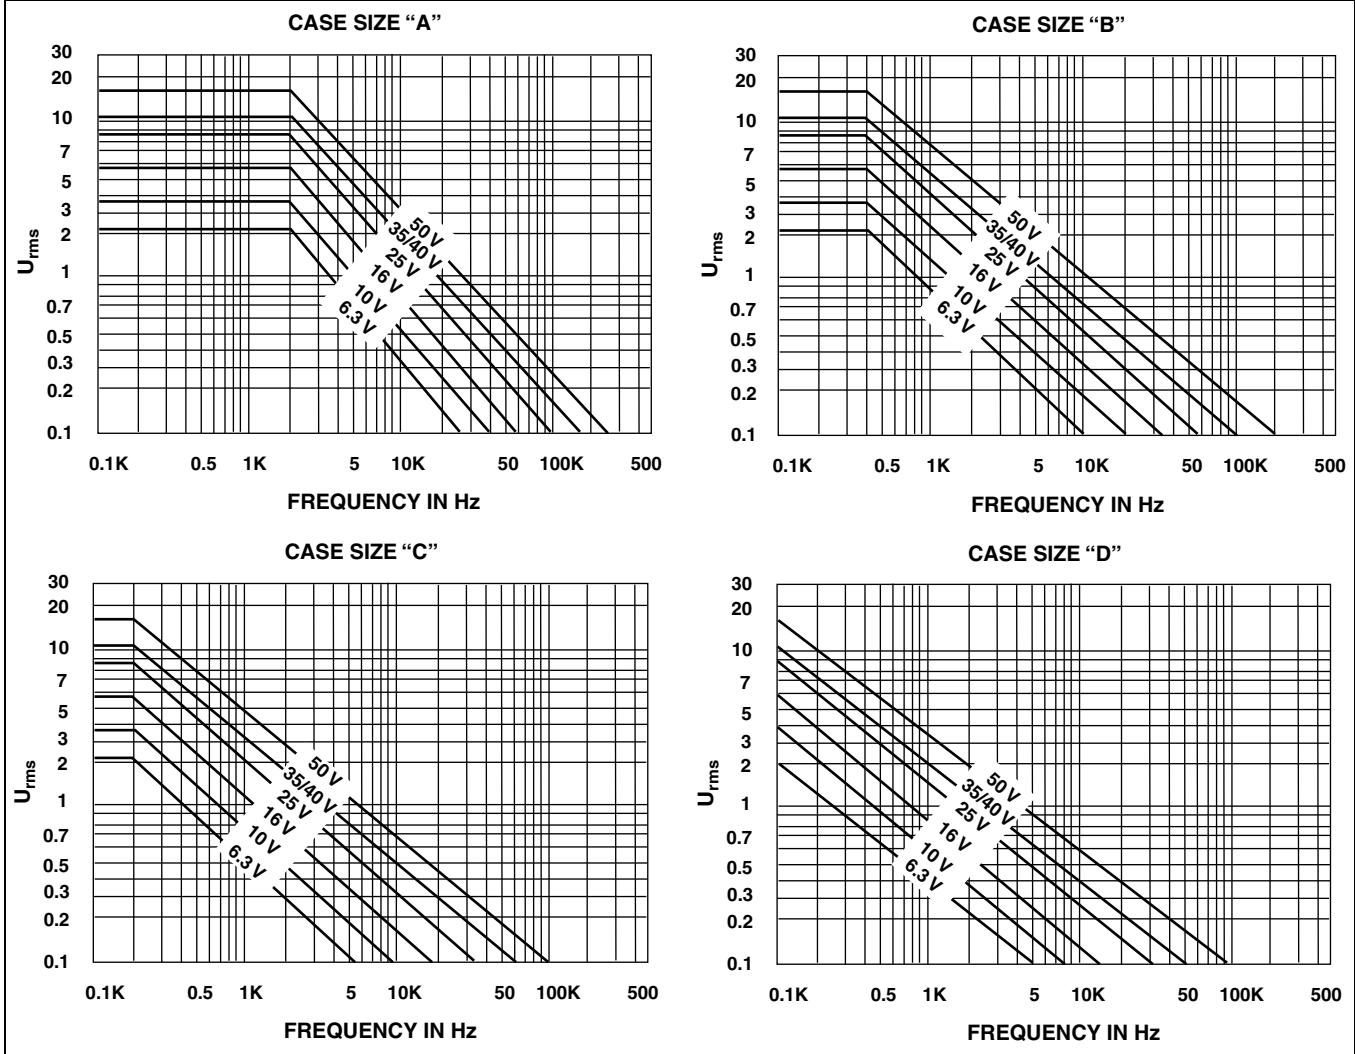 CASE SIZE “A”
30
20
10
7
5
3
2
1
0.7
0.5
0.3
0.2
0.1
Urms
50 V
35/40 V
25 V
16 V
10 V
6.3 V
0.1K 0.5 1K 5 10K 50 100K 500
FREQUENCY IN Hz
CASE SIZE “B”
30
20
10
7
5
3
2
1
0.7
0.5
0.3
0.2
0.1
Urms
50 V
35/40 V
25 V
16 V
10 V
6.3 V
0.1K 0.5 1K 5 10K 50 100K 500
FREQUENCY IN Hz
CASE SIZE “C”
30
20
10
7
5
3
2
1
0.7
0.5
0.3
0.2
0.1
Urms
50 V
35/40 V
25 V
16 V
10 V
6.3 V
0.1K 0.5 1K 5 10K 50 100K 500
FREQUENCY IN Hz
CASE SIZE “D”
30
20
10
7
5
3
2
1
0.7
0.5
0.3
0.2
0.1
Urms
50 V
35/40 V
25 V
16 V
10 V
6.3 V
0.1K 0.5 1K 5 10K 50 100K 500
FREQUENCY IN Hz